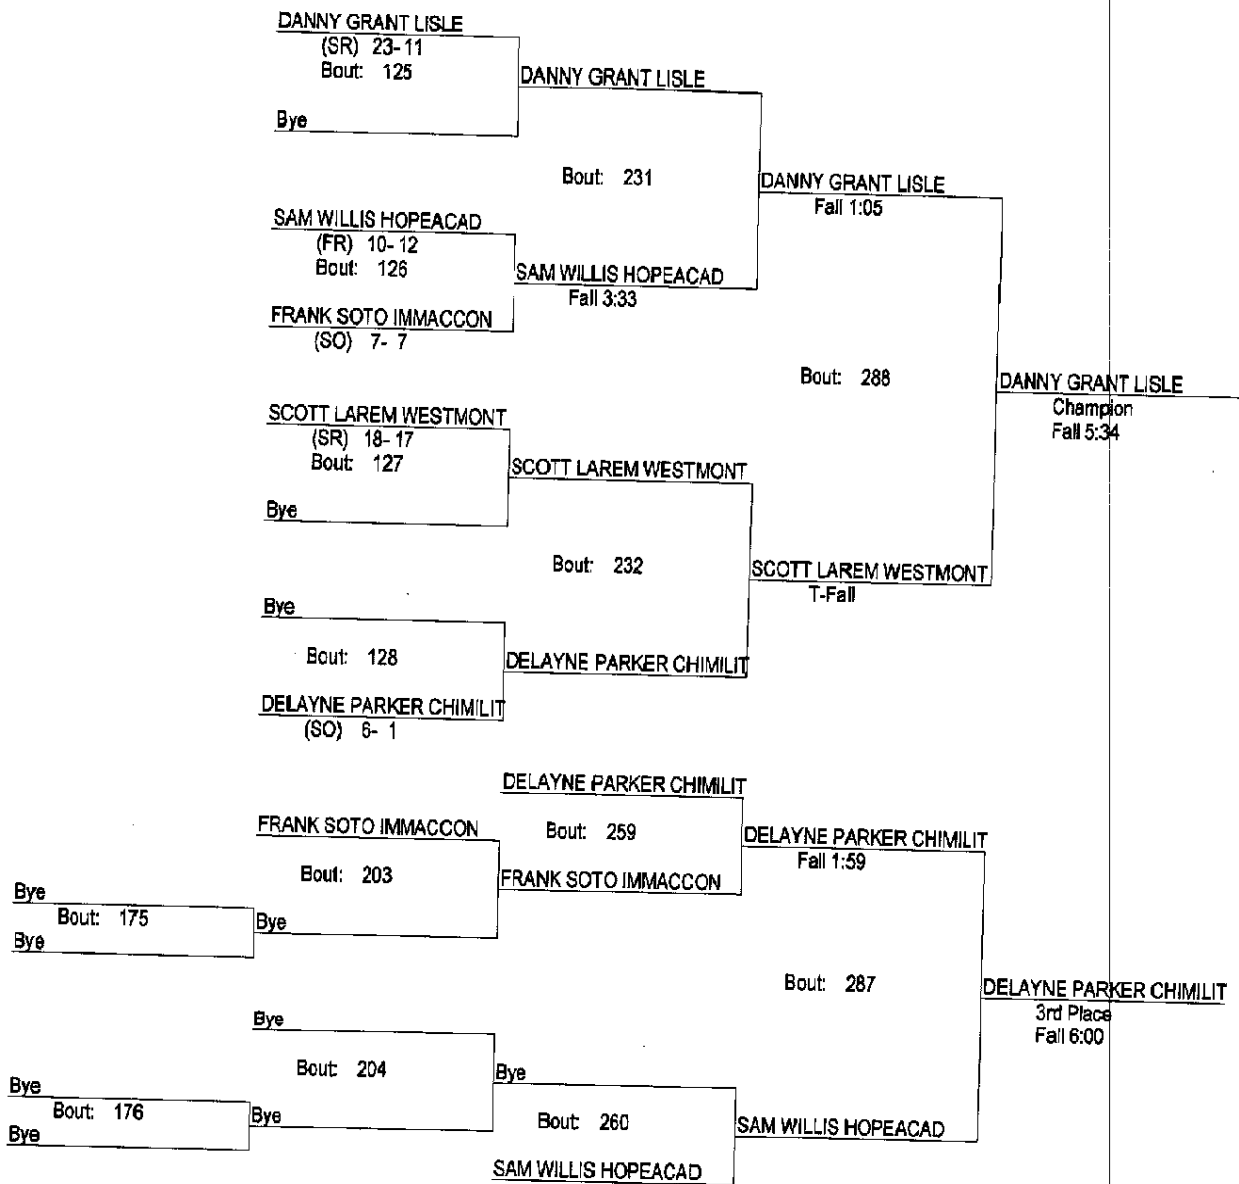 DANNY GRANT LISLE
(SR) 23-11
Bout: 125
DANNY GRANT LISLE
Bye
Bout: 231
DANNY GRANT LISLE
Fall 1:05
SAM WILLIS HOPEACAD
(FR) 10-12
Bout: 126
SAM WILLIS HOPEACAD
Fall 3:33
FRANK SOTO IMMACCON
(SO) 7- 7
Bout: 288
DANNY GRANT LISLE
Champion
Fall 5:34
SCOTT LAREM WESTMONT
(SR) 18-17
Bout: 127
SCOTT LAREM WESTMONT
Bye
Bout: 232
SCOTT LAREM WESTMONT
T-Fall
Bye
Bout: 128
DELAYNE PARKER CHIMILIT
DELAYNE PARKER CHIMILIT
(SO) 6- 1
DELAYNE PARKER CHIMILIT
FRANK SOTO IMMACCON
Bout: 259
DELAYNE PARKER CHIMILIT
Fall 1:59
Bout: 203
FRANK SOTO IMMACCON
Bye
Bout: 175
Bye
Bye
Bout: 287
DELAYNE PARKER CHIMILIT
3rd Place
Fall 6:00
Bye
Bout: 204
Bye
Bye
Bout: 176
Bye
Bye
Bout: 260
SAM WILLIS HOPEACAD
SAM WILLIS HOPEACAD